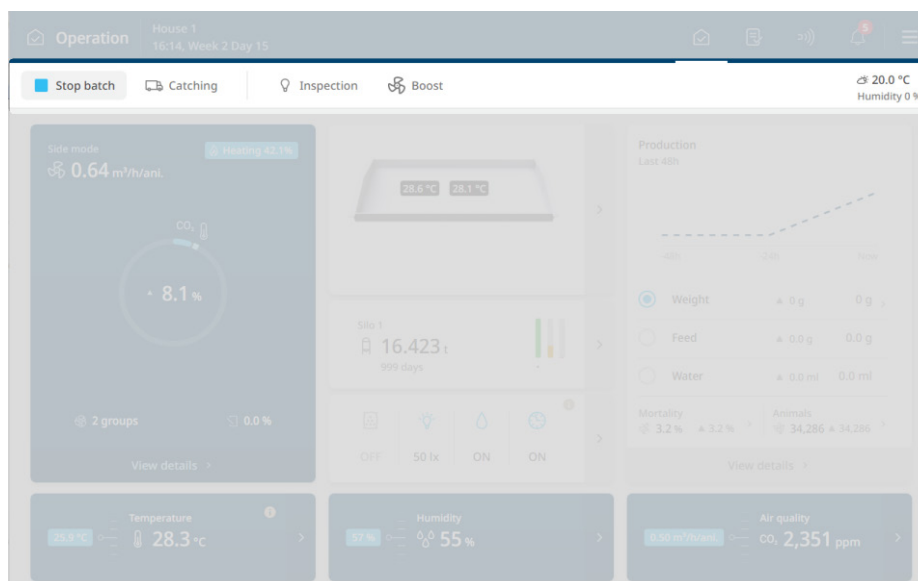 Operation
House 1
16:14, Week 2 Day 15
5
Stop batch
Catching
Inspection
Boost
20.0 °C
Humidity 0 %
Side mode
Heating 42.1%
0.64 m³/h/ani.
CO₂
8.1 %
2 groups
0.0 %
View details
28.6 °C 28.1 °C
Silo 1
16.423 t
999 days
OFF
50 lx
ON
ON
Production
Last 48h
-48h
-24h
Now
Weight 0 g 0 g
Feed 0.0 g 0.0 g
Water 0.0 ml 0.0 ml
Mortality
3.2 % 3.2 %
Animals
34,286 34,286
View details
Temperature
25.9 °C
28.3 °C
Humidity
57 %
55 %
Air quality
0.50 m³/h/ani.
CO₂ 2,351 ppm